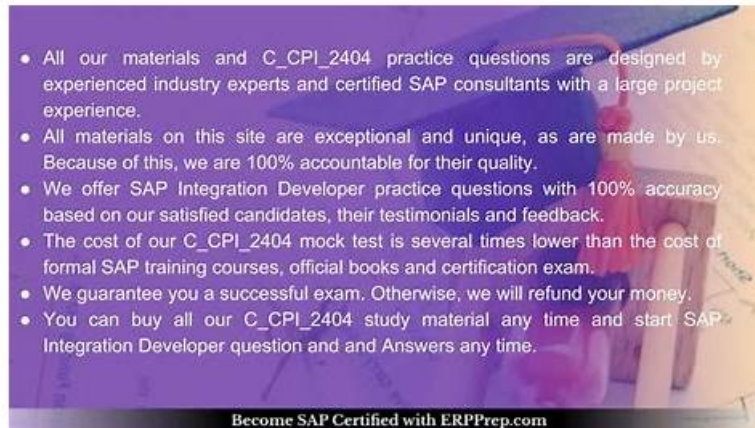 ● All our materials and C_CPI_2404 practice questions are designed by
experienced industry experts and certified SAP consultants with a large project
experience.
● All materials on this site are exceptional and unique, as are made by us.
Because of this, we are 100% accountable for their quality.
● We offer SAP Integration Developer practice questions with 100% accuracy
based on our satisfied candidates, their testimonials and feedback.
● The cost of our C_CPI_2404 mock test is several times lower than the cost of
formal SAP training courses, official books and certification exam.
● We guarantee you a successful exam. Otherwise, we will refund your money.
● You can buy all our C_CPI_2404 study material any time and start SAP
Integration Developer question and and Answers any time.
Become SAP Certified with ERPPrep.com